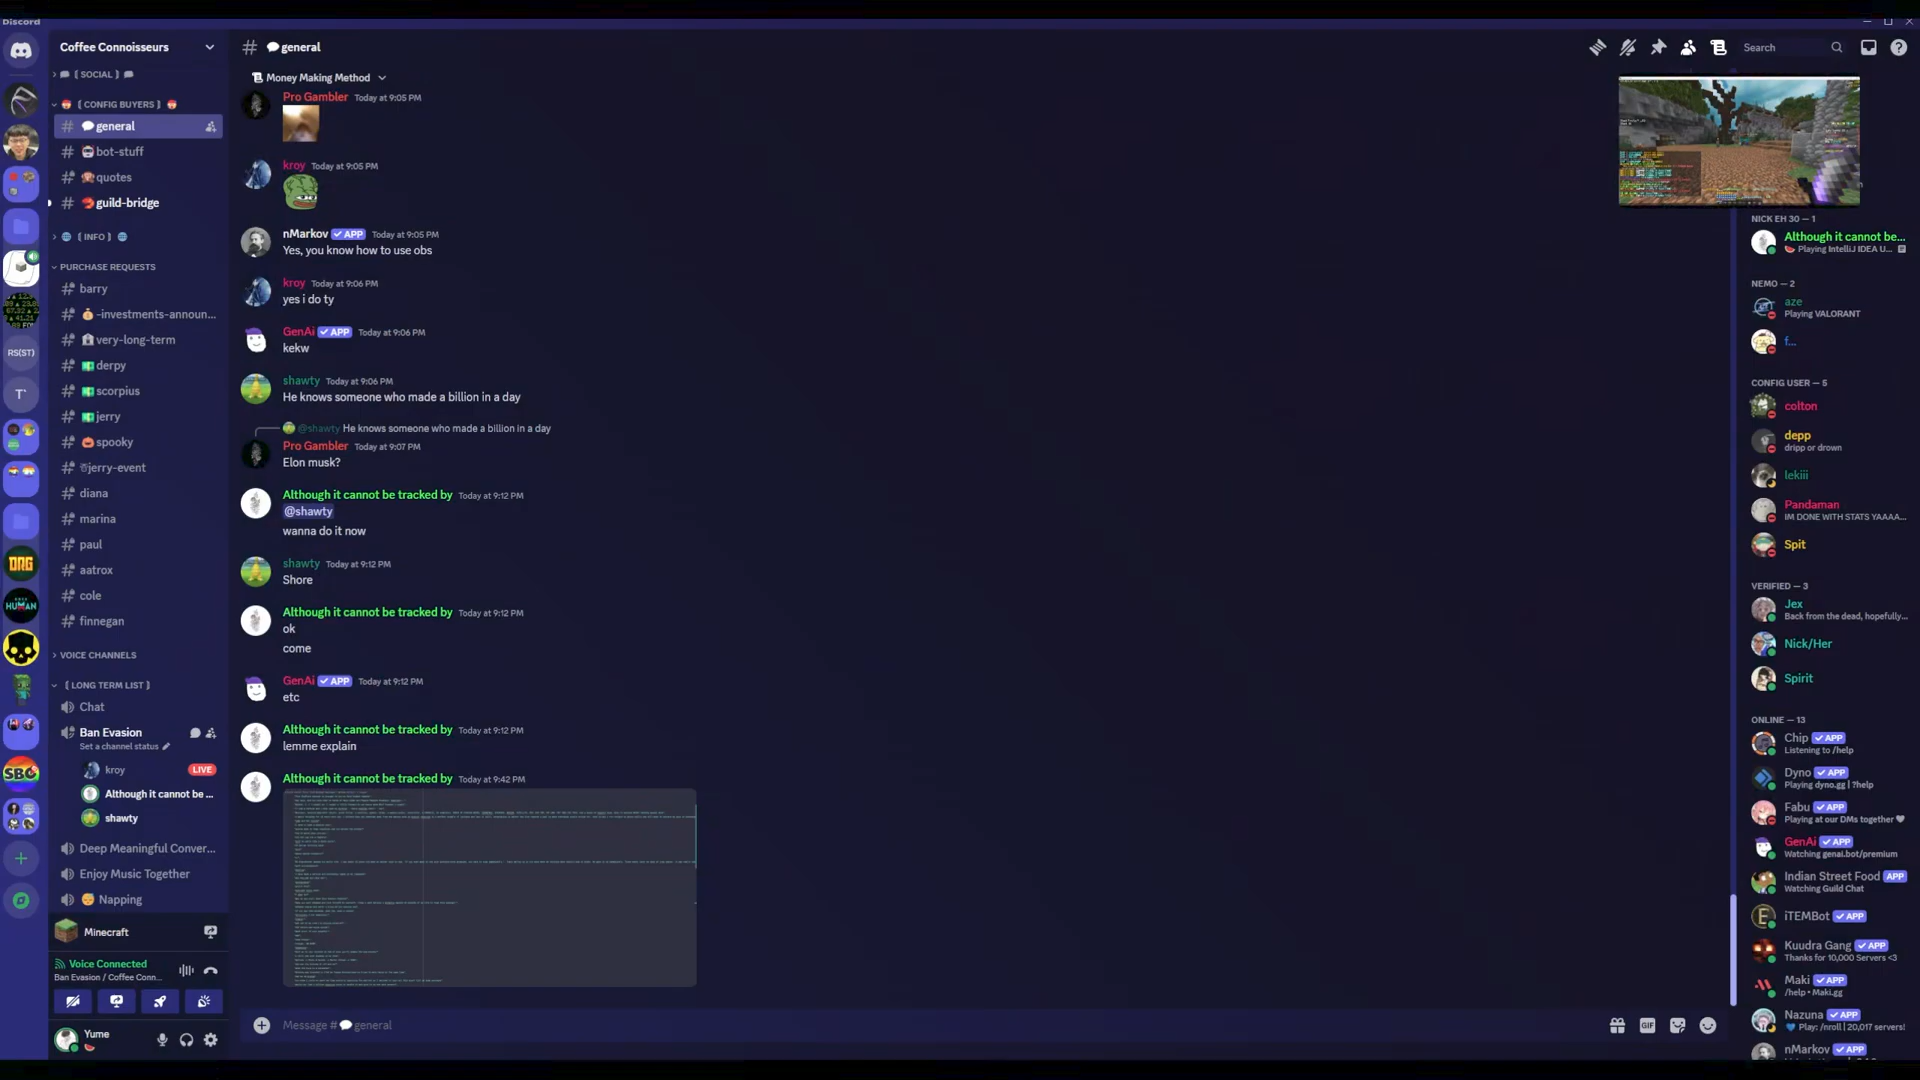 Discord
Coffee Connoisseurs
[ SOCIAL ]
[ CONFIG BUYERS ]
general
bot-stuff
quotes
guild-bridge
[ INFO ]
PURCHASE REQUESTS
barry
-investments-announ...
very-long-term
derpy
scorpius
jerry
spooky
jerry-event
diana
marina
paul
aatrox
cole
finnegan
VOICE CHANNELS
[ LONG TERM LIST ]
Chat
Ban Evasion
Set a channel status
kroy LIVE
Although it cannot be ...
shawty
Deep Meaningful Conver...
Enjoy Music Together
Napping
Minecraft
Voice Connected
Ban Evasion / Coffee Conn...
Yume
RS(ST)
T'
DRG
HUMAN
SBC
# general
Search
Money Making Method
Pro Gambler Today at 9:05 PM
kroy Today at 9:05 PM
nMarkov APP Today at 9:05 PM
Yes, you know how to use obs
kroy Today at 9:06 PM
yes i do ty
GenAi APP Today at 9:06 PM
kekw
shawty Today at 9:06 PM
He knows someone who made a billion in a day
@shawty He knows someone who made a billion in a day
Pro Gambler Today at 9:07 PM
Elon musk?
Although it cannot be tracked by Today at 9:12 PM
@shawty
wanna do it now
shawty Today at 9:12 PM
Shore
Although it cannot be tracked by Today at 9:12 PM
ok
come
GenAi APP Today at 9:12 PM
etc
Although it cannot be tracked by Today at 9:12 PM
lemme explain
Although it cannot be tracked by Today at 9:42 PM
Message # general
GIF
NICK EH 30 — 1
Although it cannot be...
Playing IntelliJ IDEA U...
NEMO — 2
aze
Playing VALORANT
f...
CONFIG USER — 5
colton
depp
dripp or drown
lekiii
Pandaman
IM DONE WITH STATS YAAAA...
Spit
VERIFIED — 3
Jex
Back from the dead, hopefully...
Nick/Her
Spirit
ONLINE — 13
Chip APP
Listening to /help
Dyno APP
Playing dyno.gg | ?help
Fabu APP
Playing at our DMs together
GenAi APP
Watching genai.bot/premium
Indian Street Food APP
Watching Guild Chat
iTEMBot APP
Kuudra Gang APP
Thanks for 10,000 Servers <3
Maki APP
/help • Maki.gg
Nazuna APP
Play: /nroll | 20,017 servers!
nMarkov APP